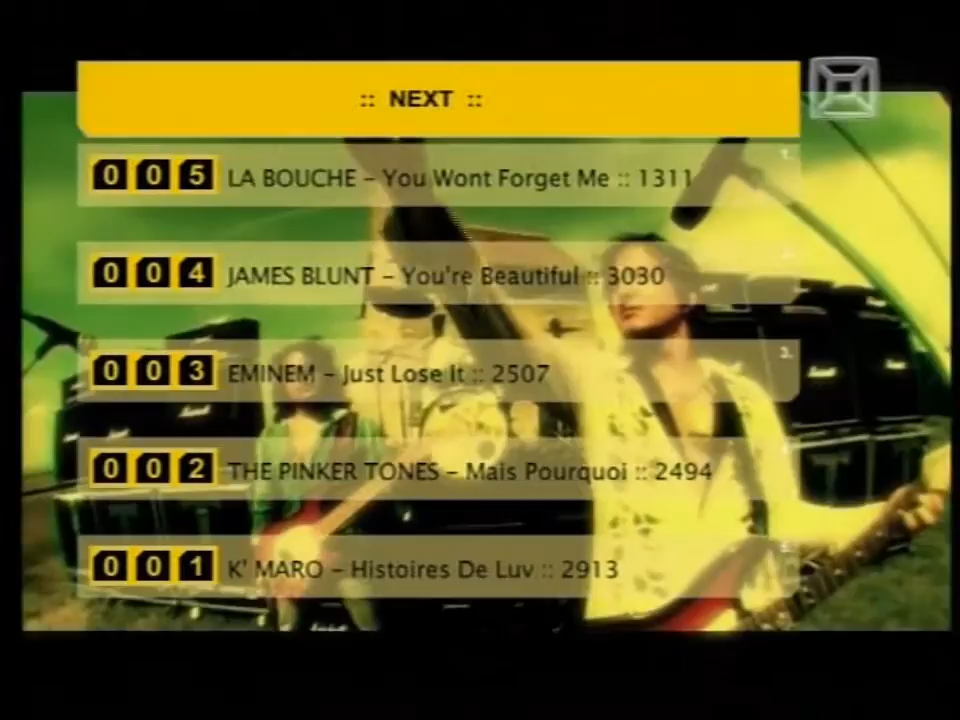 :: NEXT ::
005 LA BOUCHE – You Wont Forget Me :: 1311
004 JAMES BLUNT – You're Beautiful :: 3030
003 EMINEM – Just Lose It :: 2507
002 THE PINKER TONES – Mais Pourquoi :: 2494
001 K' MARO – Histoires De Luv :: 2913